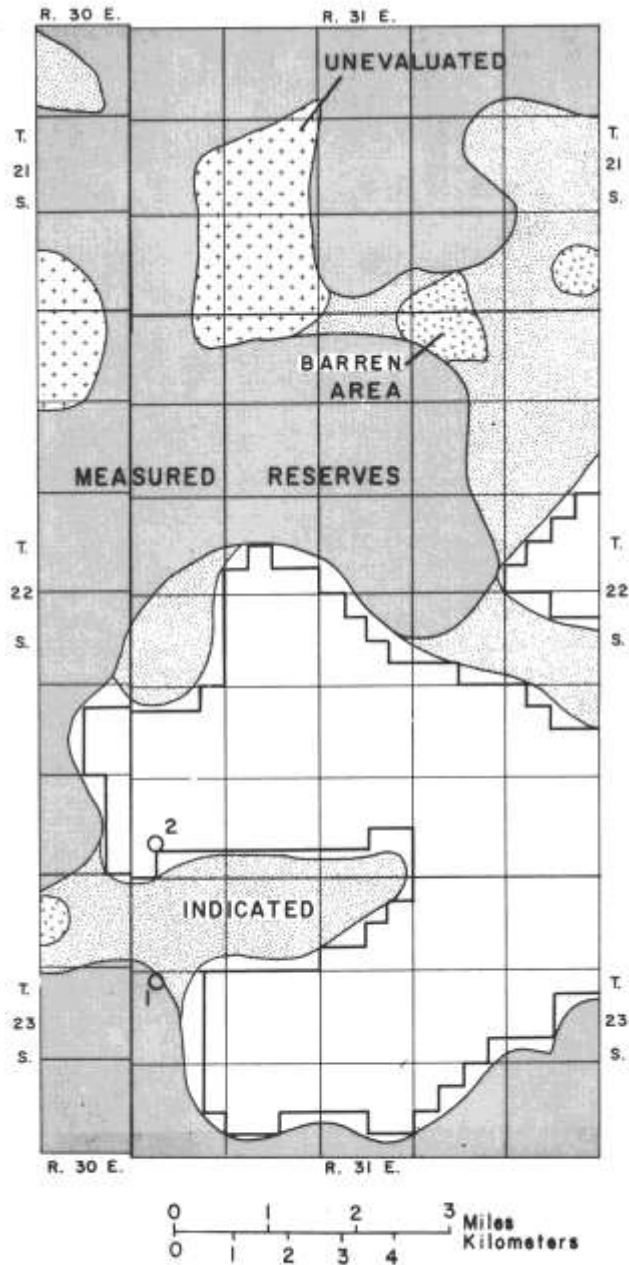 R. 30 E.
R. 31 E.
UNEVALUATED
T.
21
S.
T.
21
S.
BARREN
AREA
MEASURED RESERVES
T.
22
S.
T.
22
S.
2
INDICATED
1
T.
23
S.
T.
23
S.
R. 30 E.
R. 31 E.
0 1 2 3 Miles
0 1 2 3 4 Kilometers